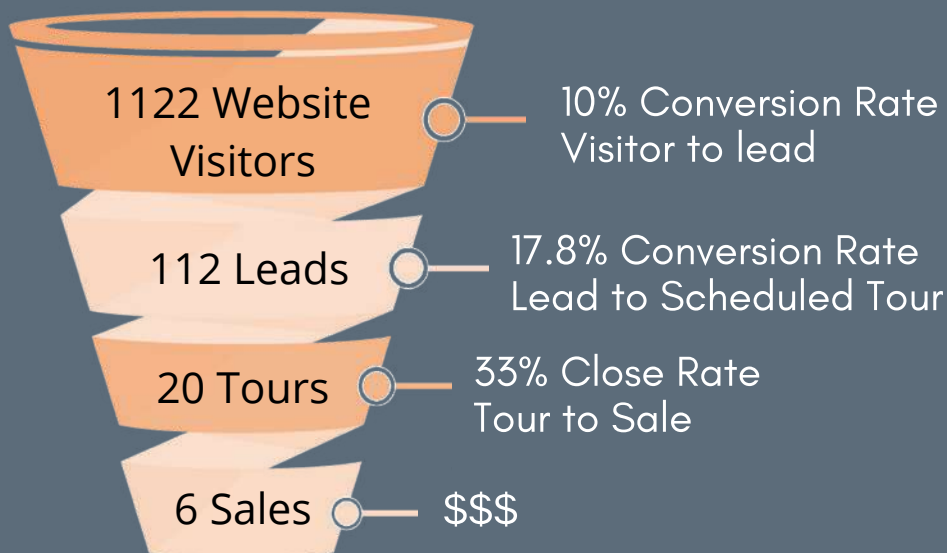 1122 Website
Visitors
10% Conversion Rate
Visitor to lead
112 Leads
17.8% Conversion Rate
Lead to Scheduled Tour
20 Tours
33% Close Rate
Tour to Sale
6 Sales
$$$